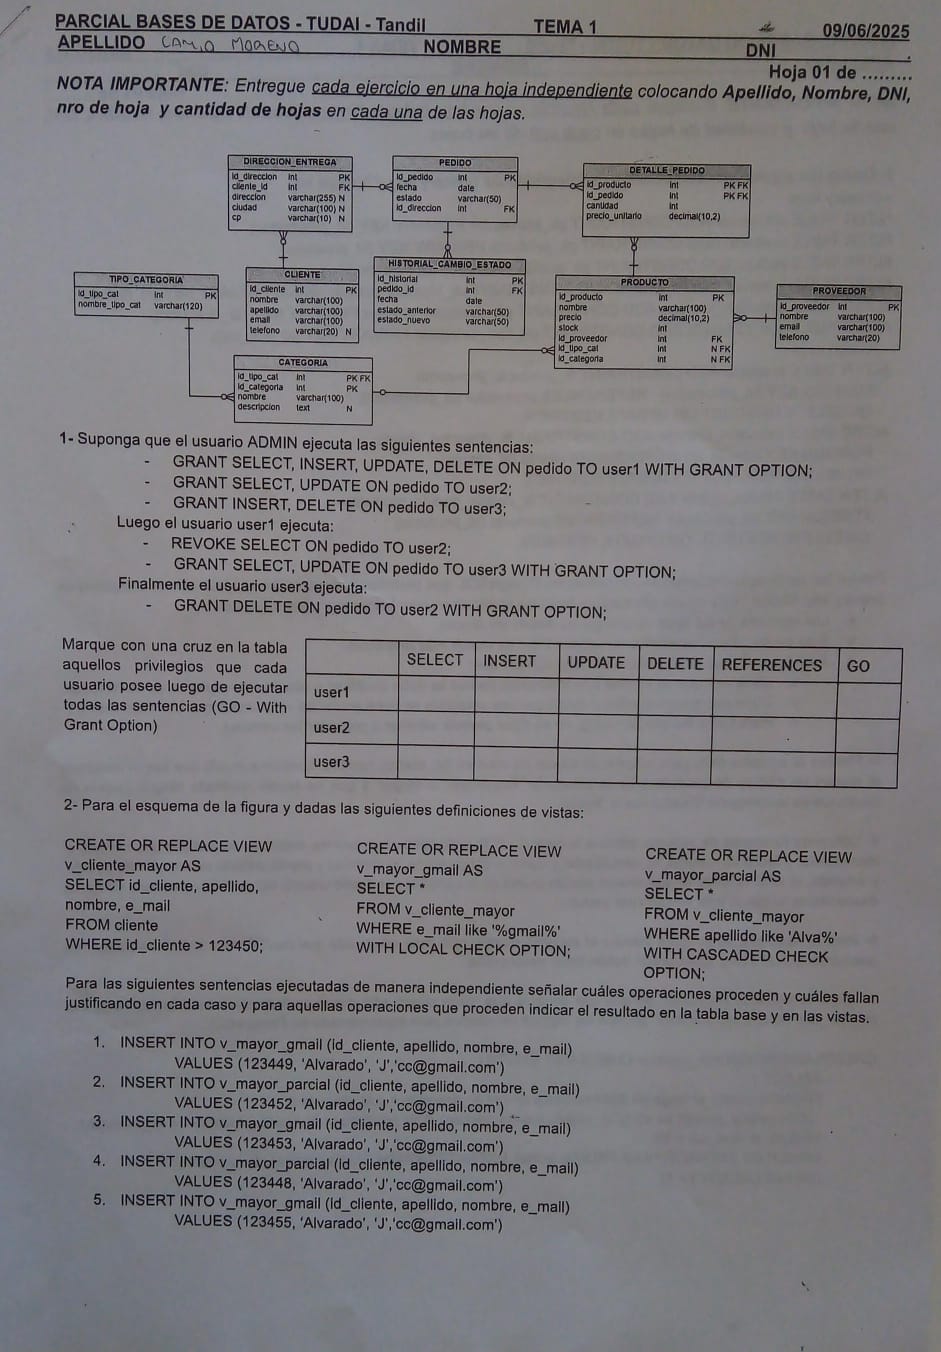 PARCIAL BASES DE DATOS - TUDAI - Tandil TEMA 1 09/06/2025
APELLIDO MORENO NOMBRE DNI .
Hoja 01 de .........
NOTA IMPORTANTE: Entregue cada ejercicio en una hoja independiente colocando Apellido, Nombre, DNI,
nro de hoja y cantidad de hojas en cada una de las hojas.
DIRECCION_ENTREGA
id_direccion int PK
cliente_id int FK
direccion varchar(255) N
ciudad varchar(100) N
cp varchar(10) N
PEDIDO
id_pedido int PK
fecha date
estado varchar(50)
id_direccion int FK
DETALLE_PEDIDO
id_producto int PK FK
id_pedido int PK FK
cantidad int
precio_unitario decimal(10,2)
TIPO_CATEGORIA
id_tipo_cat int PK
nombre_tipo_cat varchar(120)
CLIENTE
id_cliente int PK
nombre varchar(100)
apellido varchar(100)
email varchar(100)
telefono varchar(20) N
HISTORIAL_CAMBIO_ESTADO
id_historial int PK
pedido_id int FK
fecha date
estado_anterior varchar(50)
estado_nuevo varchar(50)
PRODUCTO
id_producto int PK
nombre varchar(100)
precio decimal(10,2)
stock int
id_proveedor int FK
id_tipo_cat int N FK
id_categoria int N FK
PROVEEDOR
id_proveedor int PK
nombre varchar(100)
email varchar(100)
telefono varchar(20)
CATEGORIA
id_tipo_cat int PK FK
id_categoria int PK
nombre varchar(100)
descripcion text N
1- Suponga que el usuario ADMIN ejecuta las siguientes sentencias:
- GRANT SELECT, INSERT, UPDATE, DELETE ON pedido TO user1 WITH GRANT OPTION;
- GRANT SELECT, UPDATE ON pedido TO user2;
- GRANT INSERT, DELETE ON pedido TO user3;
Luego el usuario user1 ejecuta:
- REVOKE SELECT ON pedido TO user2;
- GRANT SELECT, UPDATE ON pedido TO user3 WITH GRANT OPTION;
Finalmente el usuario user3 ejecuta:
- GRANT DELETE ON pedido TO user2 WITH GRANT OPTION;
Marque con una cruz en la tabla
aquellos privilegios que cada
usuario posee luego de ejecutar
todas las sentencias (GO - With
Grant Option)
SELECT INSERT UPDATE DELETE REFERENCES GO
user1
user2
user3
2- Para el esquema de la figura y dadas las siguientes definiciones de vistas:
CREATE OR REPLACE VIEW
v_cliente_mayor AS
SELECT id_cliente, apellido,
nombre, e_mail
FROM cliente
WHERE id_cliente > 123450;
CREATE OR REPLACE VIEW
v_mayor_gmail AS
SELECT *
FROM v_cliente_mayor
WHERE e_mail like '%gmail%'
WITH LOCAL CHECK OPTION;
CREATE OR REPLACE VIEW
v_mayor_parcial AS
SELECT *
FROM v_cliente_mayor
WHERE apellido like 'Alva%'
WITH CASCADED CHECK
OPTION;
Para las siguientes sentencias ejecutadas de manera independiente señalar cuáles operaciones proceden y cuáles fallan
justificando en cada caso y para aquellas operaciones que proceden indicar el resultado en la tabla base y en las vistas.
1. INSERT INTO v_mayor_gmail (id_cliente, apellido, nombre, e_mail)
VALUES (123449, 'Alvarado', 'J','cc@gmail.com')
2. INSERT INTO v_mayor_parcial (id_cliente, apellido, nombre, e_mail)
VALUES (123452, 'Alvarado', 'J','cc@gmail.com')
3. INSERT INTO v_mayor_gmail (id_cliente, apellido, nombre, e_mail)
VALUES (123453, 'Alvarado', 'J','cc@gmail.com')
4. INSERT INTO v_mayor_parcial (id_cliente, apellido, nombre, e_mail)
VALUES (123448, 'Alvarado', 'J','cc@gmail.com')
5. INSERT INTO v_mayor_gmail (id_cliente, apellido, nombre, e_mail)
VALUES (123455, 'Alvarado', 'J','cc@gmail.com')